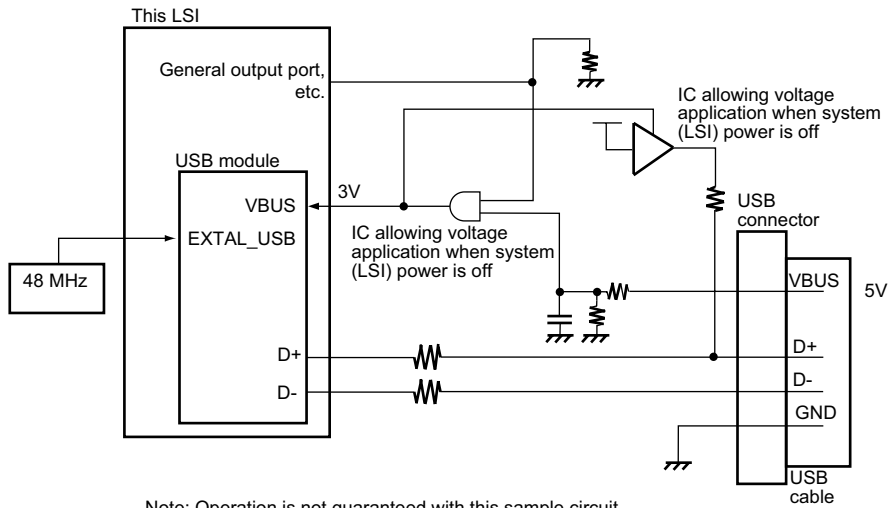 This LSI
General output port,
etc.
IC allowing voltage
application when system
(LSI) power is off
USB module
USB
connector
VBUS
3V
EXTAL_USB
IC allowing voltage
application when system
(LSI) power is off
48 MHz
VBUS
5V
D+
D+
D-
D-
GND
USB
cable
Note: Operation is not guaranteed with this sample circuit.